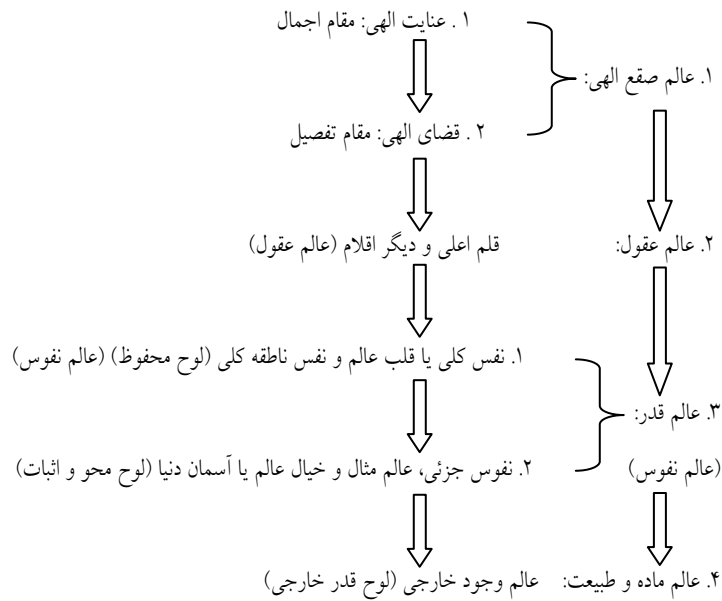 ۱. عنایت الهی: مقام اجمال
۱. عالم صقع الهی:
۲. قضای الهی: مقام تفصیل
۲. عالم عقول: قلم اعلی و دیگر اقلام (عالم عقول)
۱. نفس کلی یا قلب عالم و نفس ناطقه کلی (لوح محفوظ) (عالم نفوس)
۳. عالم قدر:
(عالم نفوس) ۲. نفوس جزئی، عالم مثال و خیال عالم یا آسمان دنیا (لوح محو و اثبات)
۴. عالم ماده و طبیعت: عالم وجود خارجی (لوح قدر خارجی)